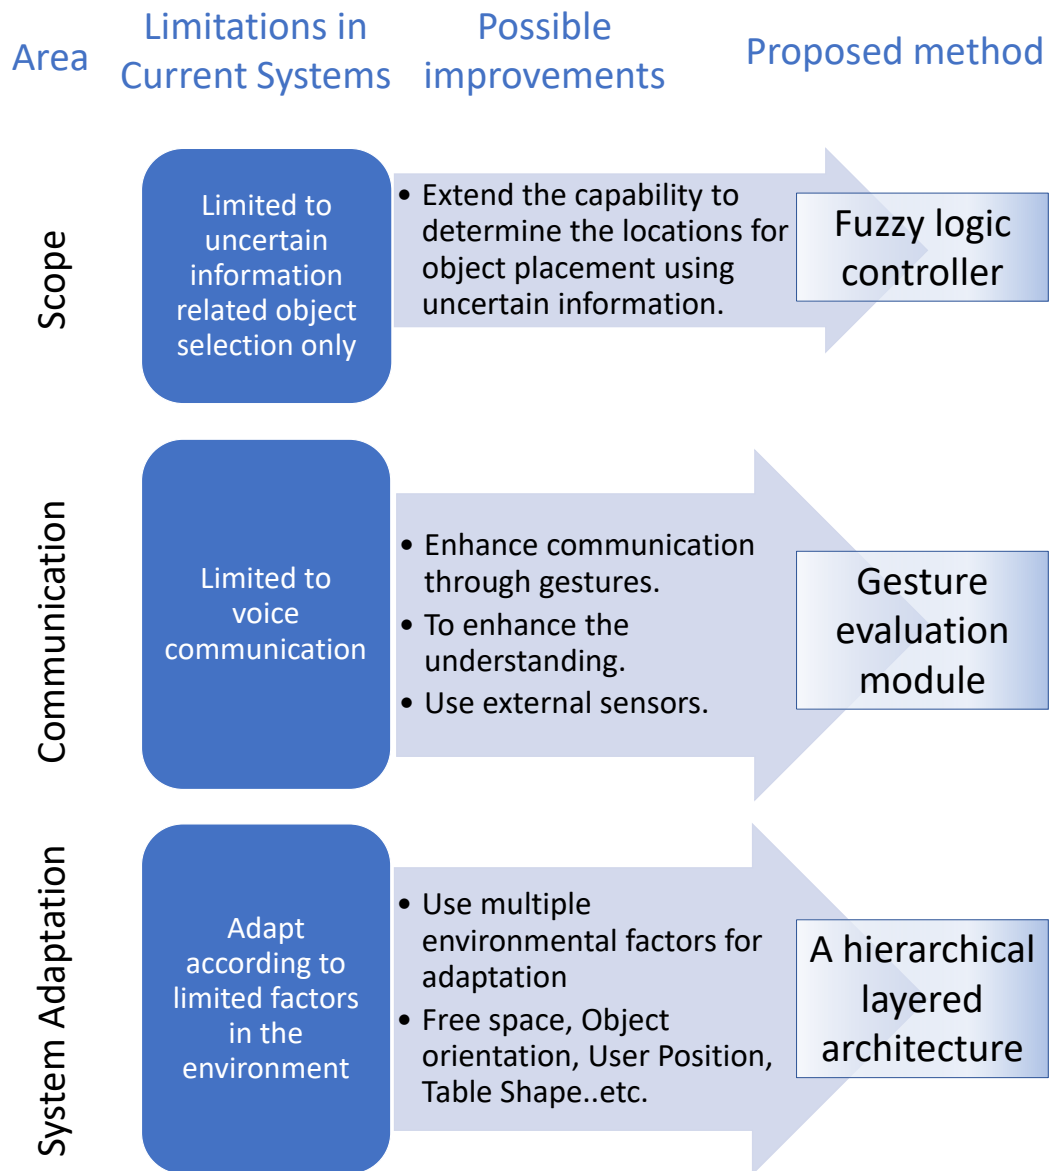 Area
Limitations in
Current Systems
Possible
improvements
Proposed method
Scope
Limited to
uncertain
information
related object
selection only
• Extend the capability to
determine the locations for
object placement using
uncertain information.
Fuzzy logic
controller
Communication
Limited to
voice
communication
• Enhance communication
through gestures.
• To enhance the
understanding.
• Use external sensors.
Gesture
evaluation
module
System Adaptation
Adapt
according to
limited factors
in the
environment
• Use multiple
environmental factors for
adaptation
• Free space, Object
orientation, User Position,
Table Shape..etc.
A hierarchical
layered
architecture